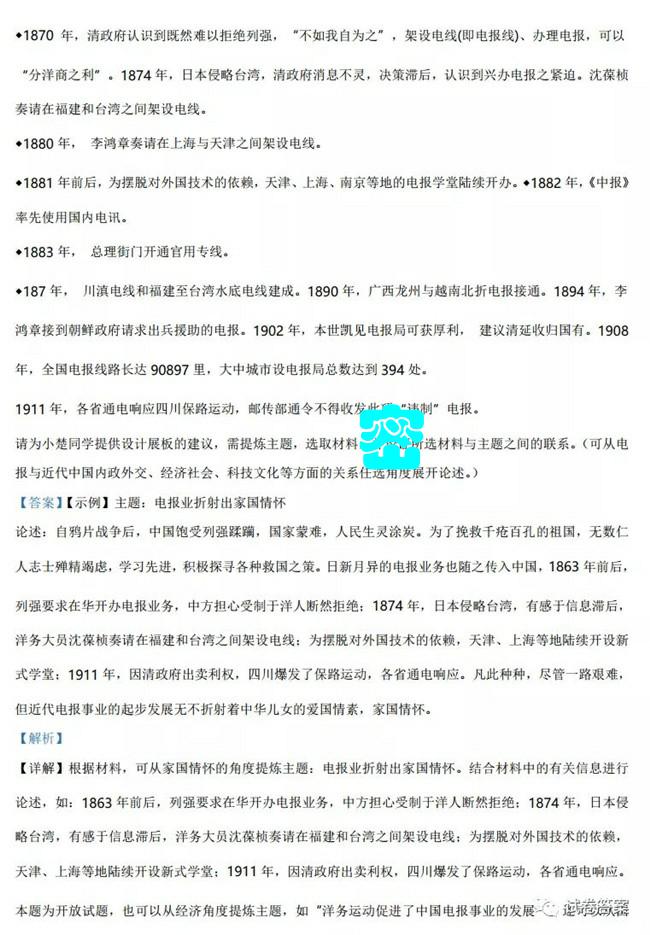 ◆1870 年，清政府认识到既然难以拒绝列强，“不如我自为之”，架设电线(即电报线)、办理电报，可以
“分洋商之利”。1874 年，日本侵略台湾，清政府消息不灵，决策滞后，认识到兴办电报之紧迫。沈葆桢
奏请在福建和台湾之间架设电线。
◆1880 年， 李鸿章奏请在上海与天津之间架设电线。
◆1881 年前后，为摆脱对外国技术的依赖，天津、上海、南京等地的电报学堂陆续开办。◆1882 年，《中报》
率先使用国内电讯。
◆1883 年， 总理街门开通官用专线。
◆187 年， 川滇电线和福建至台湾水底电线建成。1890 年，广西龙州与越南北折电报接通。1894 年，李
鸿章接到朝鲜政府请求出兵援助的电报。1902 年，本世凯见电报局可获厚利， 建议清延收归国有。1908
年，全国电报线路长达 90897 里，大中城市设电报局总数达到 394 处。
1911 年，各省通电响应四川保路运动，邮传部通令不得收发此 “违制”电报。
请为小楚同学提供设计展板的建议，需提炼主题，选取材料 所选材料与主题之间的联系。（可从电
报与近代中国内政外交、经济社会、科技文化等方面的关系任选角度展开论述。）
【答案】【示例】主题：电报业折射出家国情怀
论述：自鸦片战争后，中国饱受列强蹂躏，国家蒙难，人民生灵涂炭。为了挽救千疮百孔的祖国，无数仁
人志士殚精竭虑，学习先进，积极探寻各种救国之策。日新月异的电报业务也随之传入中国，1863 年前后，
列强要求在华开办电报业务，中方担心受制于洋人断然拒绝；1874 年，日本侵略台湾，有感于信息滞后，
洋务大员沈葆桢奏请在福建和台湾之间架设电线；为摆脱对外国技术的依赖，天津、上海等地陆续开设新
式学堂；1911 年，因清政府出卖利权，四川爆发了保路运动，各省通电响应。凡此种种，尽管一路艰难，
但近代电报事业的起步发展无不折射着中华儿女的爱国情素，家国情怀。
【解析】
【详解】根据材料，可从家国情怀的角度提炼主题：电报业折射出家国情怀。结合材料中的有关信息进行
论述，如：1863 年前后，列强要求在华开办电报业务，中方担心受制于洋人断然拒绝；1874 年，日本侵
略台湾，有感于信息滞后，洋务大员沈葆桢奏请在福建和台湾之间架设电线；为摆脱对外国技术的依赖，
天津、上海等地陆续开设新式学堂；1911 年，因清政府出卖利权，四川爆发了保路运动，各省通电响应。
本题为开放试题，也可以从经济角度提炼主题，如“洋务运动促进了中国电报事业的发展
试卷答案